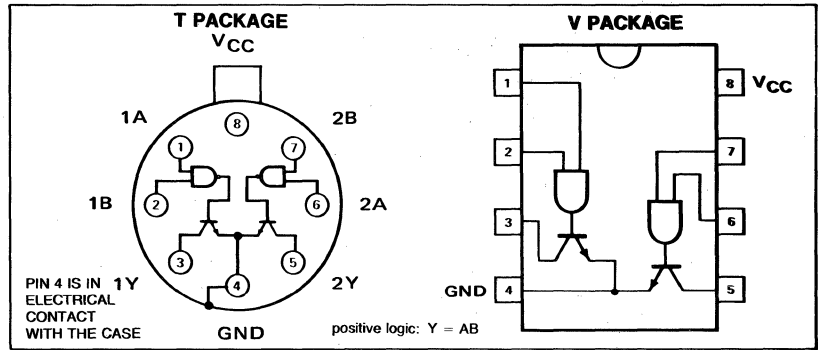 T PACKAGE
VCC
1A
8
2B
1
7
1B
2
6
2A
3
5
4
1Y
2Y
PIN 4 IS IN
ELECTRICAL
CONTACT
WITH THE CASE
GND
positive logic: Y = AB
V PACKAGE
1
8 VCC
2
7
3
6
GND 4
5